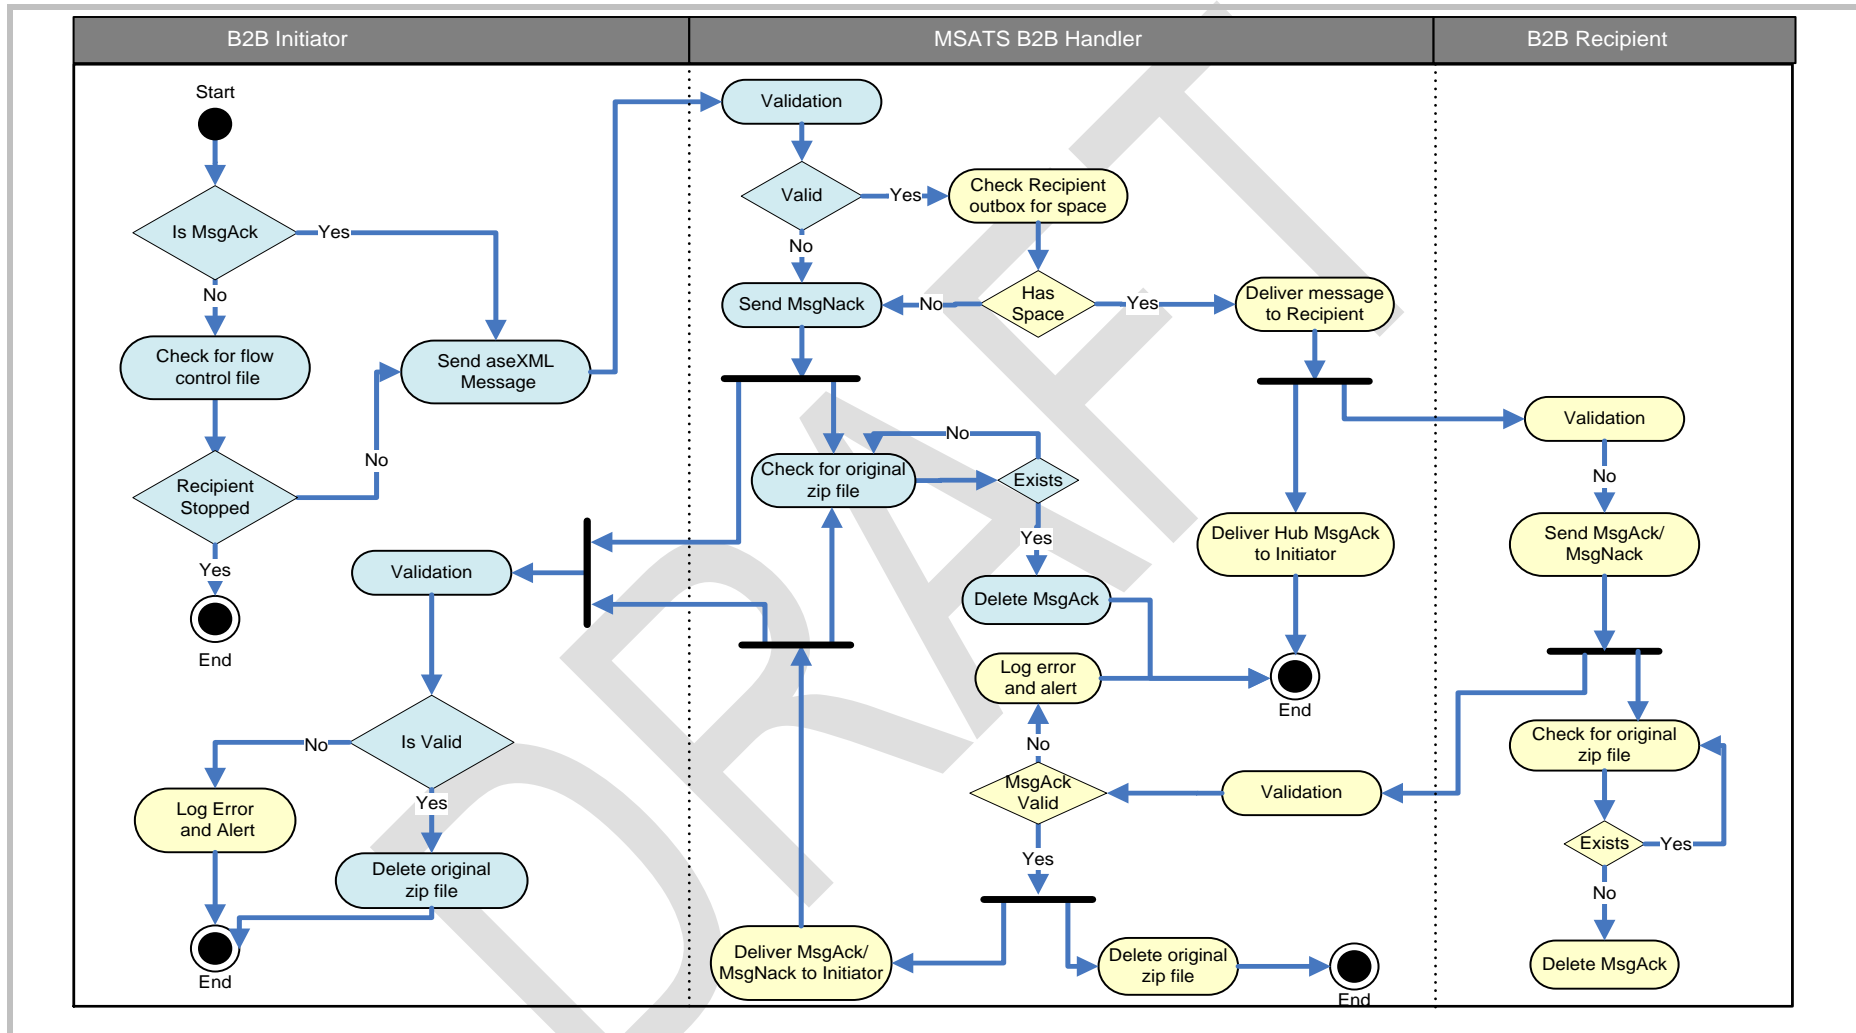 B2B Initiator
MSATS B2B Handler
B2B Recipient
Start
Is MsgAck
Yes
No
Check for flow
control file
Recipient
Stopped
No
Yes
End
Send aseXML
Message
Validation
Is Valid
No
Yes
Log Error
and Alert
Delete original
zip file
End
Validation
Valid
Yes
No
Check Recipient
outbox for space
Send MsgNack
No
Has
Space
Yes
Deliver message
to Recipient
No
Check for original
zip file
Exists
Yes
Delete MsgAck
Deliver Hub MsgAck
to Initiator
Log error
and alert
End
No
MsgAck
Valid
Validation
Yes
Deliver MsgAck/
MsgNack to Initiator
Delete original
zip file
End
Validation
No
Send MsgAck/
MsgNack
Check for original
zip file
Exists
Yes
No
Delete MsgAck
DRAFT